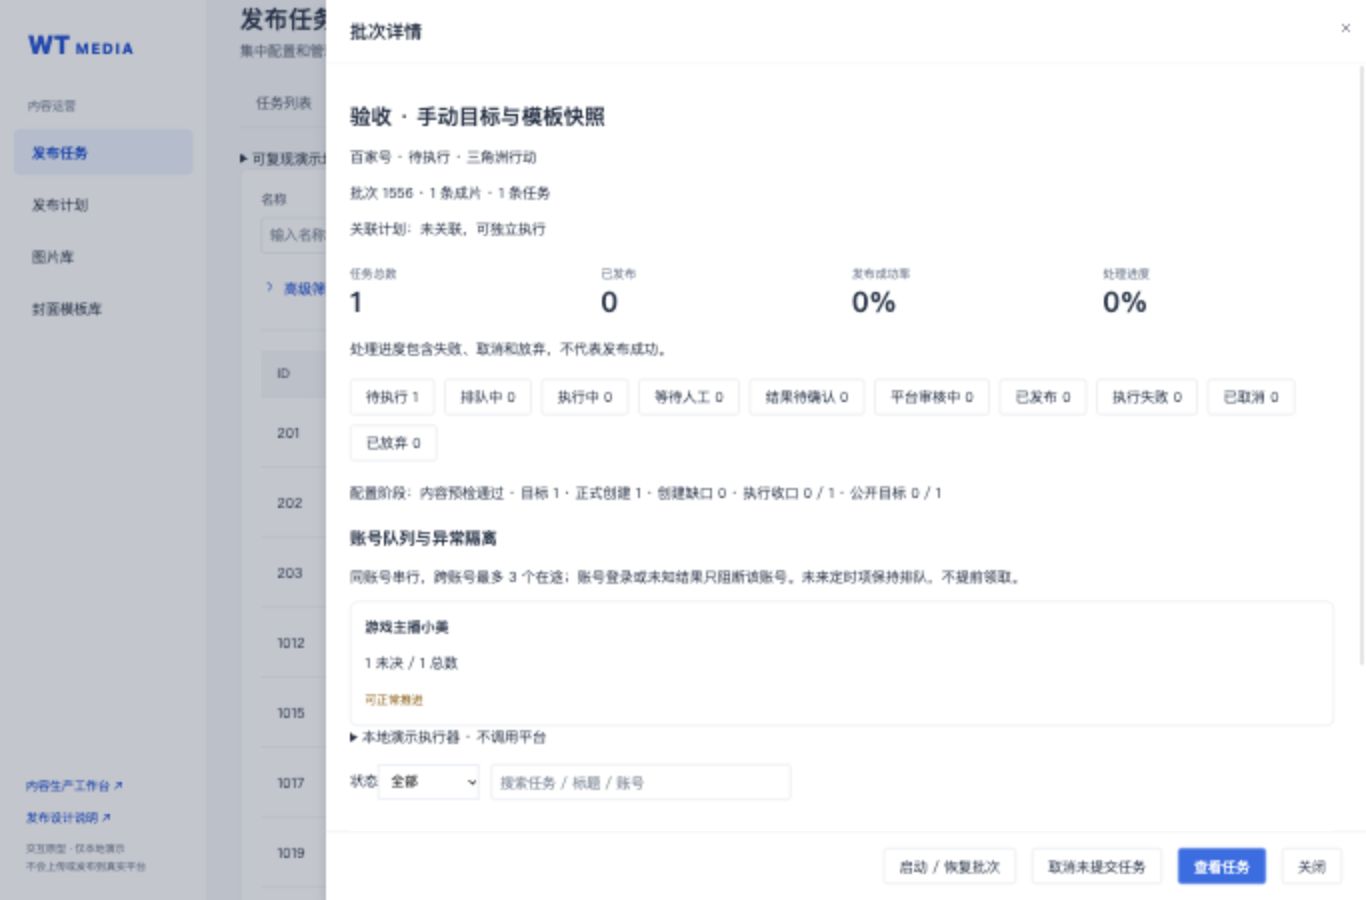 WT MEDIA
内容运营
发布任务
发布计划
图片库
封面模板库
内容生产工作台 ↗
发布设计说明 ↗
交互原型 · 仅本地演示
不会上传或发布到真实平台
发布任务
集中配置和管
任务列表
▶ 可复现演示
名称
输入名称
高级筛
ID
201
202
203
1012
1015
1017
1019
批次详情
×
验收 · 手动目标与模板快照
百家号 · 待执行 · 三角洲行动
批次 1556 · 1 条成片 · 1 条任务
关联计划：未关联，可独立执行
任务总数 已发布 发布成功率 处理进度
1 0 0% 0%
处理进度包含失败、取消和放弃，不代表发布成功。
待执行 1 排队中 0 执行中 0 等待人工 0 结果待确认 0 平台审核中 0 已发布 0 执行失败 0 已取消 0
已放弃 0
配置阶段：内容预检通过 · 目标 1 · 正式创建 1 · 创建缺口 0 · 执行收口 0 / 1 · 公开目标 0 / 1
账号队列与异常隔离
同账号串行，跨账号最多 3 个在途；账号登录或未知结果只阻断该账号。未来定时项保持排队，不提前领取。
游戏主播小美
1 未决 / 1 总数
可正常推进
▶ 本地演示执行器 · 不调用平台
状态 全部 搜索任务 / 标题 / 账号
启动 / 恢复批次 取消未提交任务 查看任务 关闭